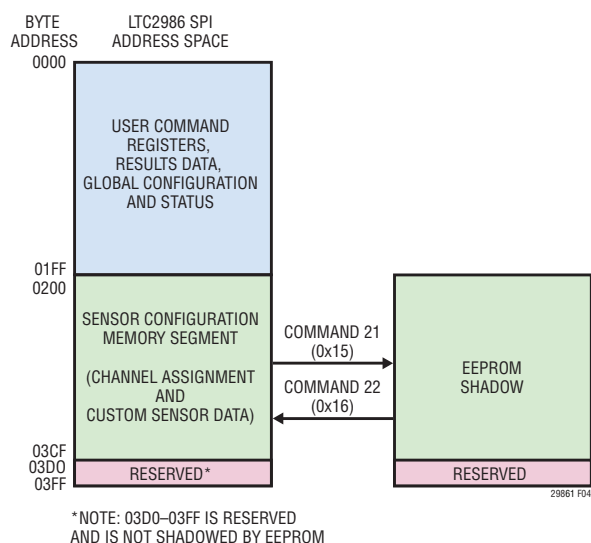 BYTE
ADDRESS
LTC2986 SPI
ADDRESS SPACE
0000
USER COMMAND
REGISTERS,
RESULTS DATA,
GLOBAL CONFIGURATION
AND STATUS
01FF
0200
SENSOR CONFIGURATION
MEMORY SEGMENT
(CHANNEL ASSIGNMENT
AND
CUSTOM SENSOR DATA)
COMMAND 21
(0x15)
COMMAND 22
(0x16)
EEPROM
SHADOW
03CF
03D0
03FF
RESERVED*
RESERVED
29861 F04
*NOTE: 03D0–03FF IS RESERVED
AND IS NOT SHADOWED BY EEPROM